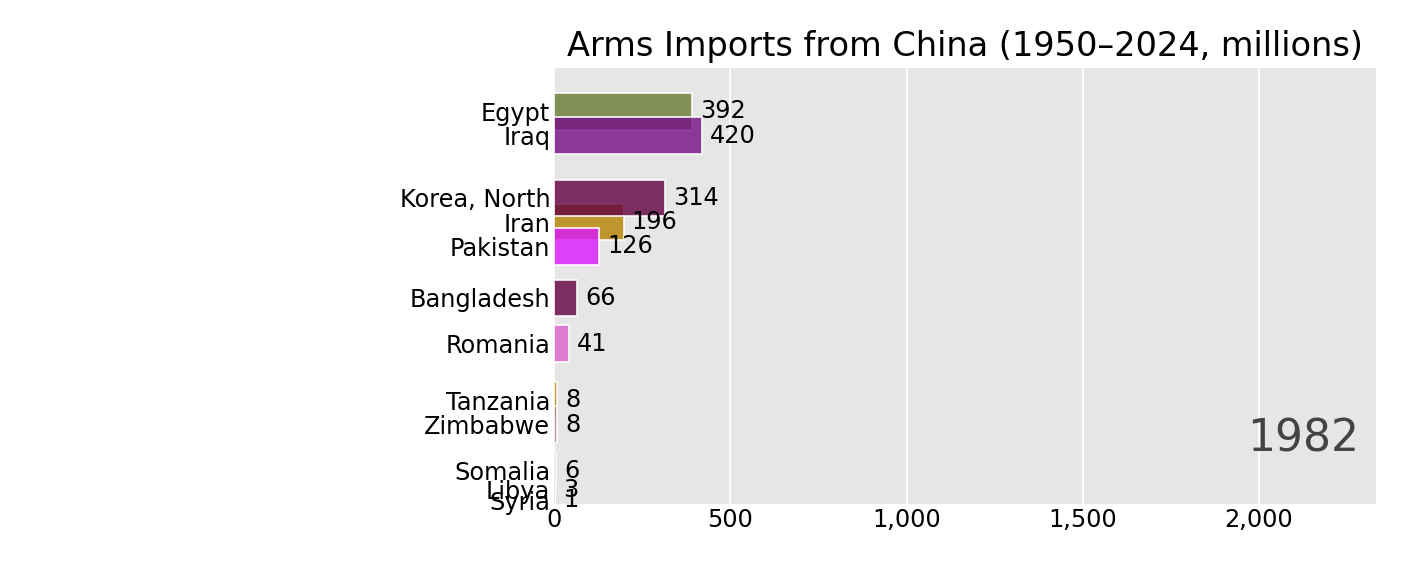 Arms Imports from China (1950–2024, millions)
Egypt 392
Iraq 420
Korea, North 314
Iran 196
Pakistan 126
Bangladesh 66
Romania 41
Tanzania 8
Zimbabwe 8
1982
Somalia 6
Libya 3
Syria 1
0 500 1,000 1,500 2,000